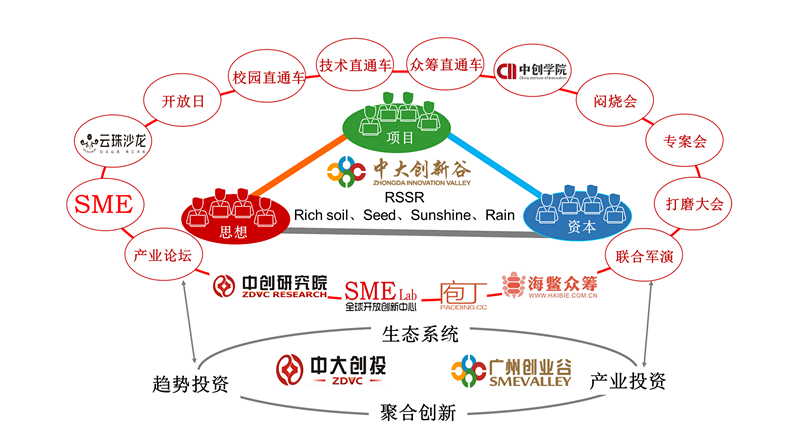 技术直通车
众筹直通车
校园直通车
中创学院
China Institute of Innovation
开放日
闷烧会
云珠沙龙
专案会
项目
中大创新谷
ZHONGDA INNOVATION VALLEY
RSSR
Rich soil、Seed、Sunshine、Rain
SME
思想
资本
打磨大会
产业论坛
联合军演
中创研究院
ZDVC RESEARCH
SME Lab
全球开放创新中心
庖丁
PAODING.CC
海鳖众筹
WWW.HAIBIE.COM.CN
生态系统
中大创投
ZDVC
广州创业谷
SMEVALLEY
趋势投资
产业投资
聚合创新